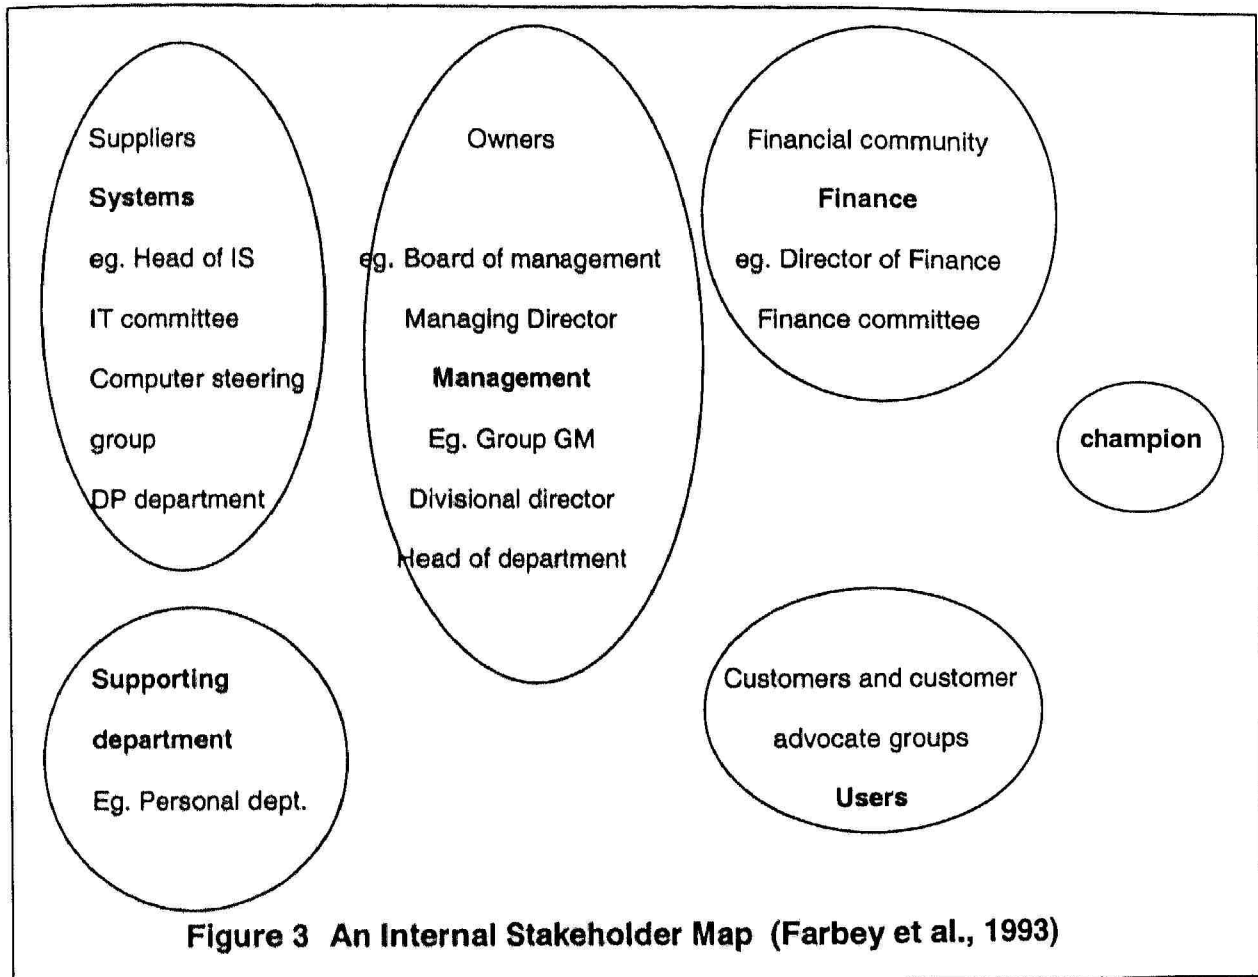 Suppliers
Systems
eg. Head of IS
IT committee
Computer steering
group
DP department
Owners
eg. Board of management
Managing Director
Management
Eg. Group GM
Divisional director
Head of department
Financial community
Finance
eg. Director of Finance
Finance committee
champion
Supporting
department
Eg. Personal dept.
Customers and customer
advocate groups
Users
Figure 3 An Internal Stakeholder Map (Farbey et al., 1993)